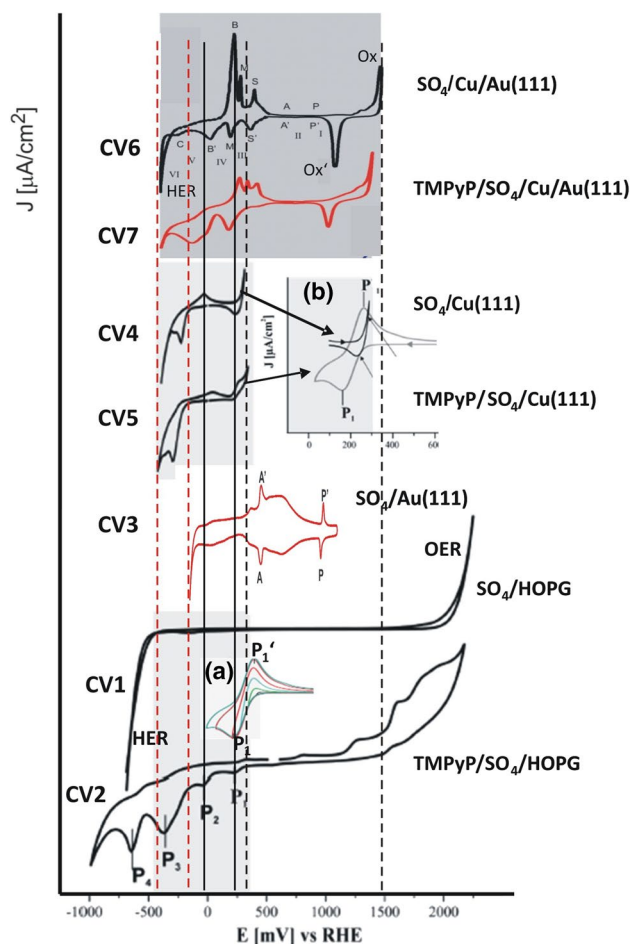 J [µA/cm²]
B
M
S
Ox
SO₄/Cu/Au(111)
A P
CV6
C B' M S' A' P'
VI V IV III II I
HER
Ox'
TMPyP/SO₄/Cu/Au(111)
CV7
(b)
P
SO₄/Cu(111)
CV4
J [µA/cm²]
CV5
P₁
0 200 400 600
TMPyP/SO₄/Cu(111)
CV3
A' P'
SO₄/Au(111)
A P
OER
SO₄/HOPG
(a)
P₁'
CV1
HER
P₁
CV2
P₂
P₁
TMPyP/SO₄/HOPG
P₃
P₄
-1000 -500 0 500 1000 1500 2000
E [mV] vs RHE